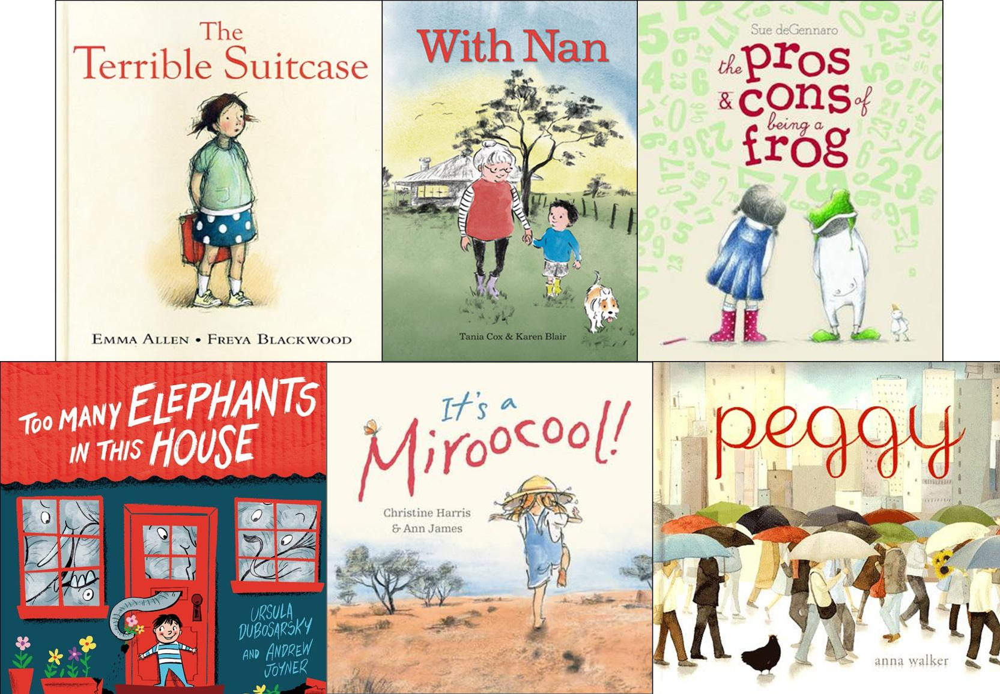 The
Terrible Suitcase
EMMA ALLEN • FREYA BLACKWOOD
With Nan
Tania Cox & Karen Blair
Sue deGennaro
the pros
& cons of
being a
frog
TOO MANY ELEPHANTS
IN THIS HOUSE
URSULA
DUBOSARSKY
AND ANDREW
JOYNER
It's a
Miroocool!
Christine Harris
& Ann James
peggy
anna walker